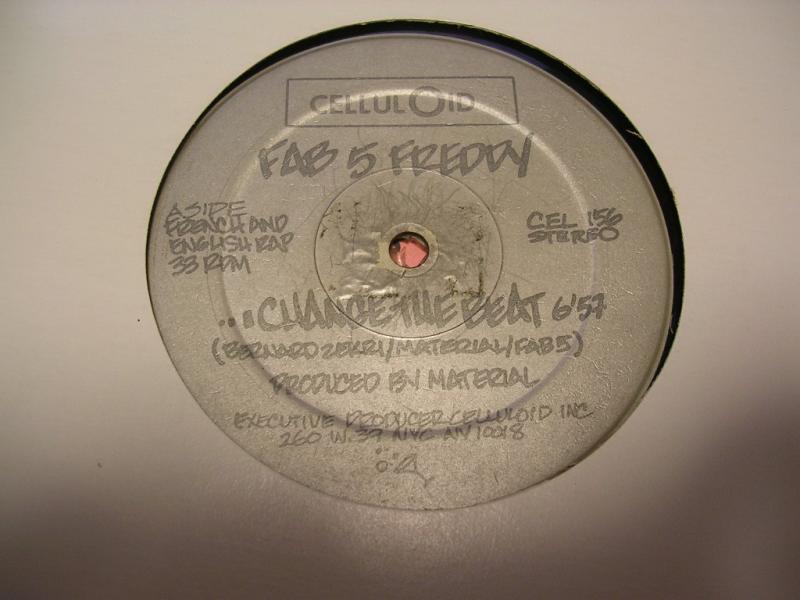 CELLULOID
FAB 5 FREDDY
A SIDE
FRENCH AND
ENGLISH RAP
33 RPM
CEL 156
STEREO
...CHANGE THE BEAT 6'57
(BERNARD ZEKRI/MATERIAL/FAB 5)
PRODUCED BY MATERIAL
EXECUTIVE PRODUCER CELLULOID INC
260 W. 39 NYC NY 10018